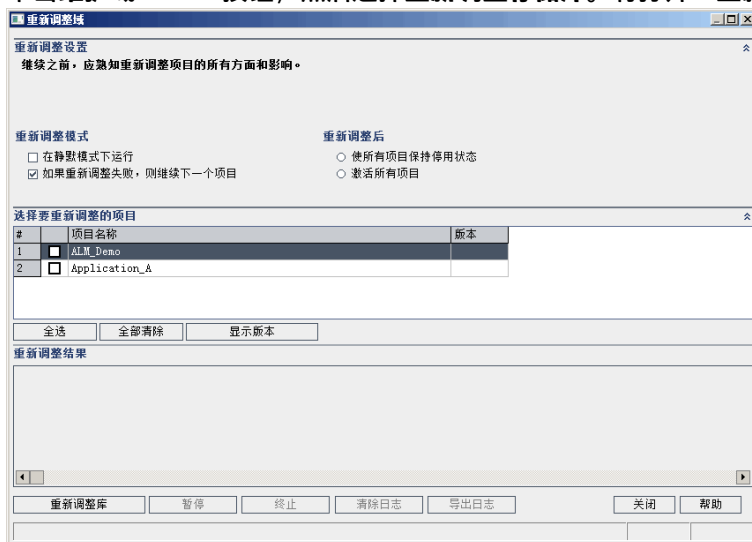 重新调整域
重新调整设置
继续之前，应熟知重新调整项目的所有方面和影响。
重新调整模式
重新调整后
在静默模式下运行
使所有项目保持停用状态
如果重新调整失败，则继续下一个项目
激活所有项目
选择要重新调整的项目
# 项目名称 版本
1 ALM_Demo
2 Application_A
全选 全部清除 显示版本
重新调整结果
重新调整库 暂停 终止 清除日志 导出日志 关闭 帮助